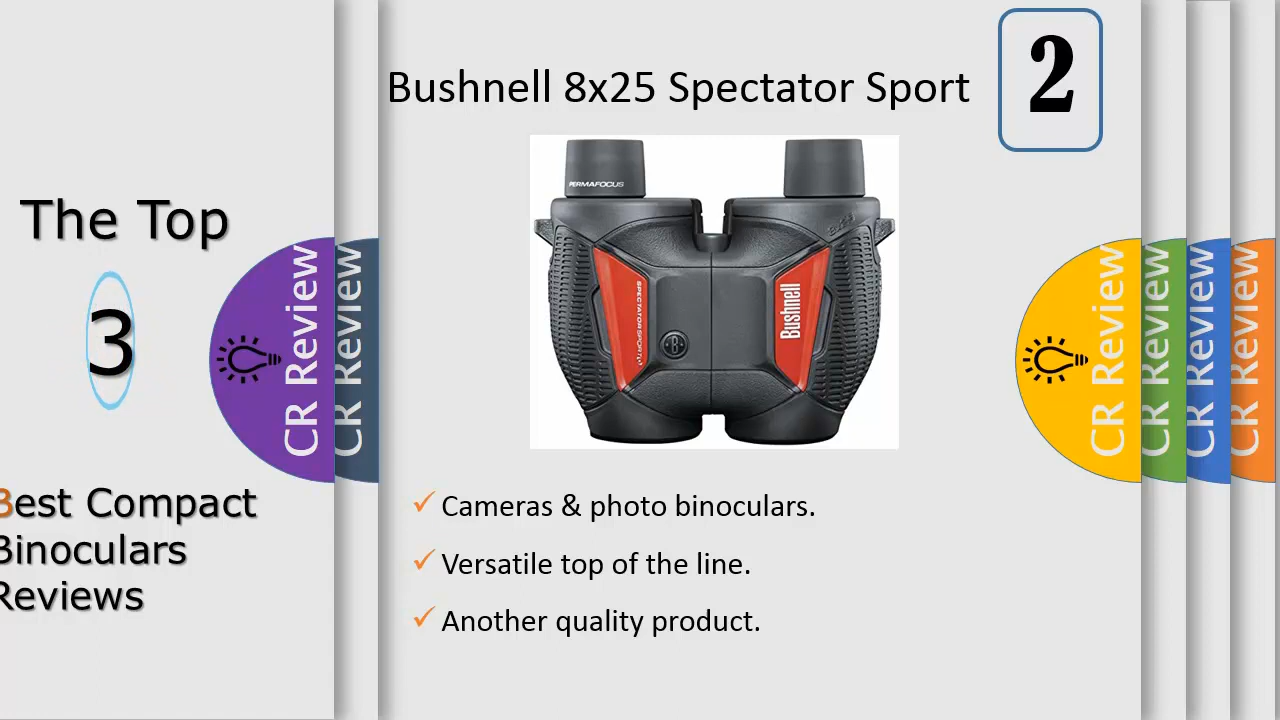 The Top
3
Best Compact
Binoculars
Reviews
CR Review
CR Review
Bushnell 8x25 Spectator Sport
2
PERMAFOCUS
SPECTATOR SPORT
Bushnell
B
Cameras & photo binoculars.
Versatile top of the line.
Another quality product.
CR Review
CR Review
CR Review
CR Review